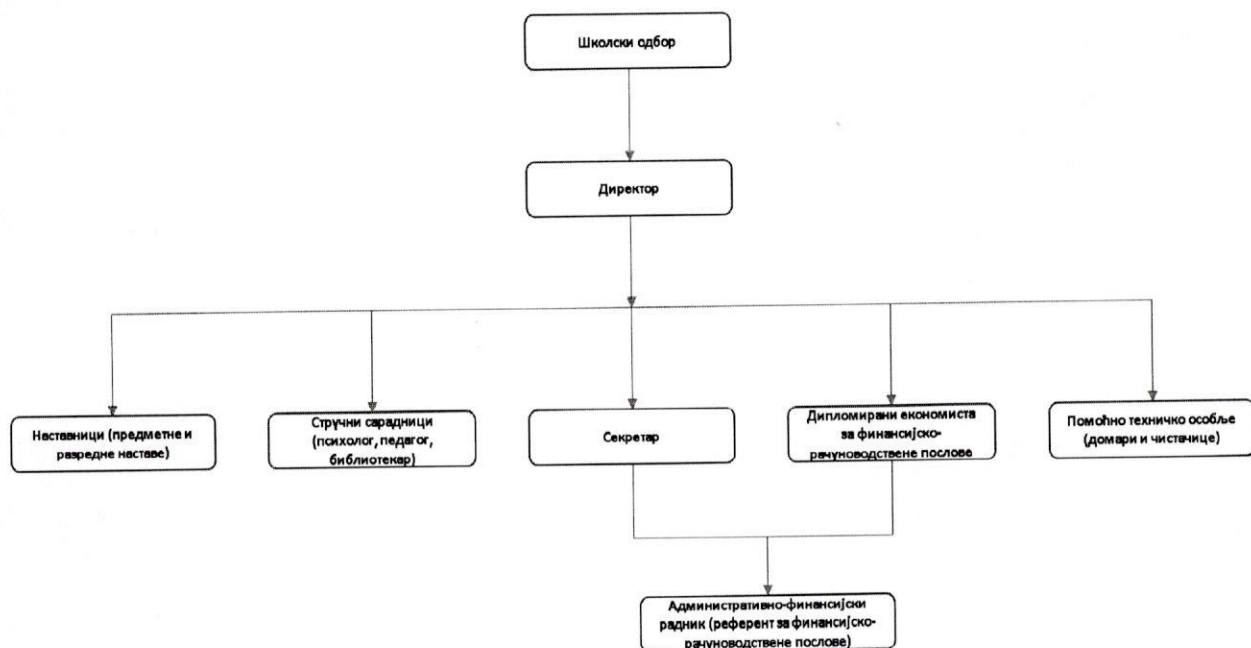 Школски одбор
Директор
Наставници (предметне и
разредне наставе)
Стручни сарадници
(психолог, педагог,
библиотекар)
Секретар
Дипломирани економиста
за финансијско-
рачуноводствене послове
Помоћно техничко особље
(домари и чистачице)
Административно-финансијски
радник (референт за финансијско-
рачуноводствене послове)